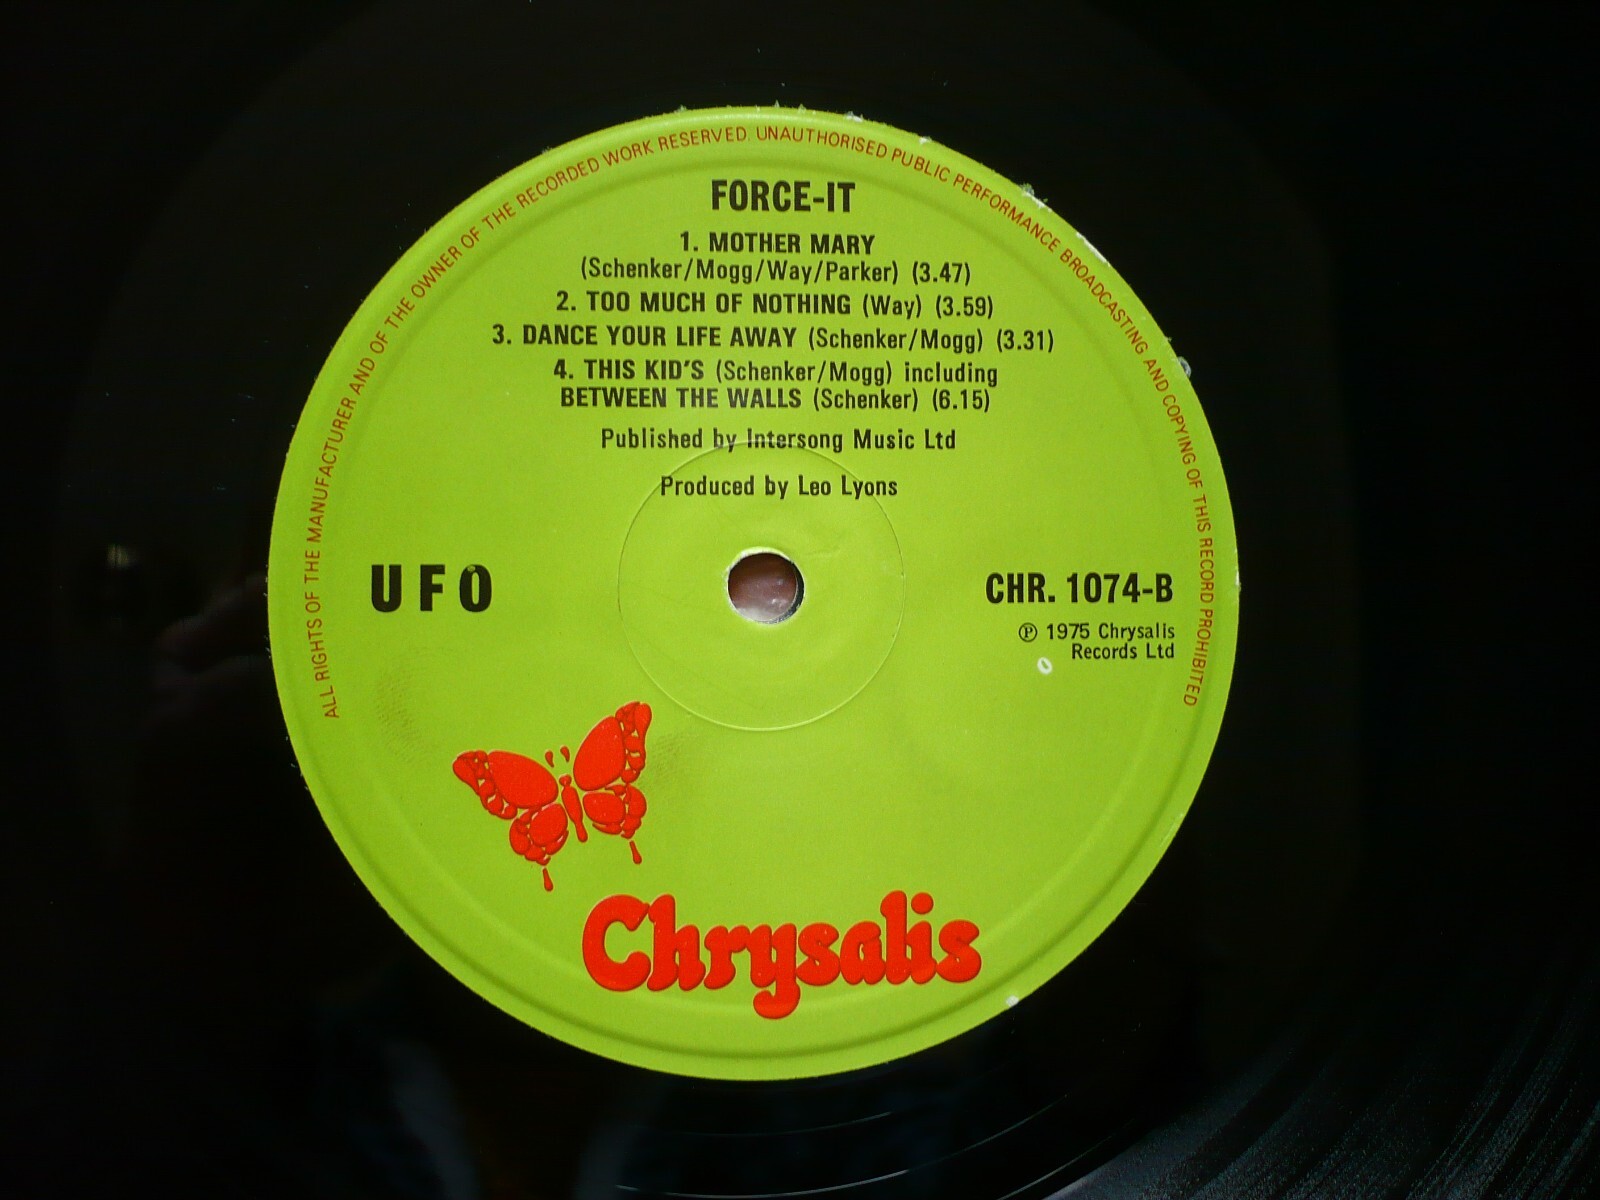 ALL RIGHTS OF THE MANUFACTURER AND OF THE OWNER OF THE RECORDED WORK RESERVED. UNAUTHORISED PUBLIC PERFORMANCE BROADCASTING AND COPYING OF THIS RECORD PROHIBITED
FORCE-IT
1. MOTHER MARY
(Schenker/Mogg/Way/Parker) (3.47)
2. TOO MUCH OF NOTHING (Way) (3.59)
3. DANCE YOUR LIFE AWAY (Schenker/Mogg) (3.31)
4. THIS KID'S (Schenker/Mogg) including
BETWEEN THE WALLS (Schenker) (6.15)
Published by Intersong Music Ltd
Produced by Leo Lyons
UFO
CHR. 1074-B
℗ 1975 Chrysalis
Records Ltd
Chrysalis